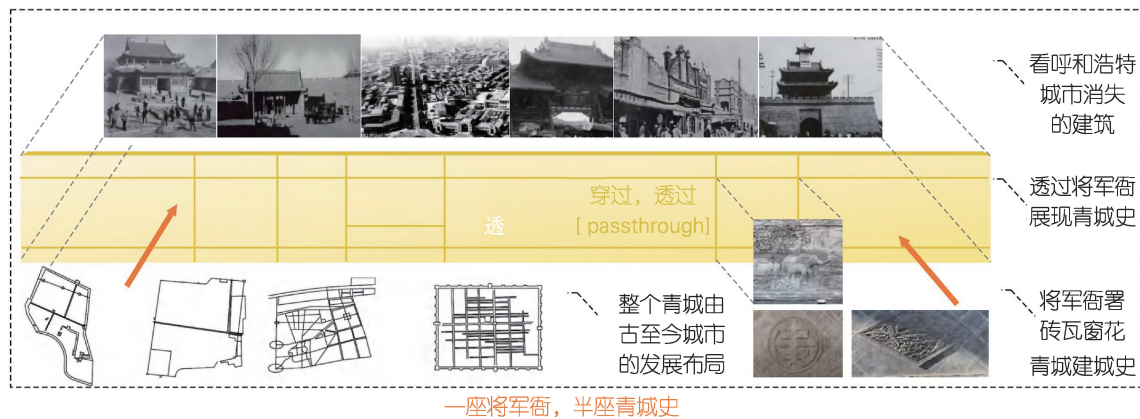 看呼和浩特
城市消失
的建筑
穿过，透过
透
[ passthrough]
透过将军衙
展现青城史
整个青城由
古至今城市
的发展布局
将军衙署
砖瓦窗花
青城建城史
一座将军衙，半座青城史